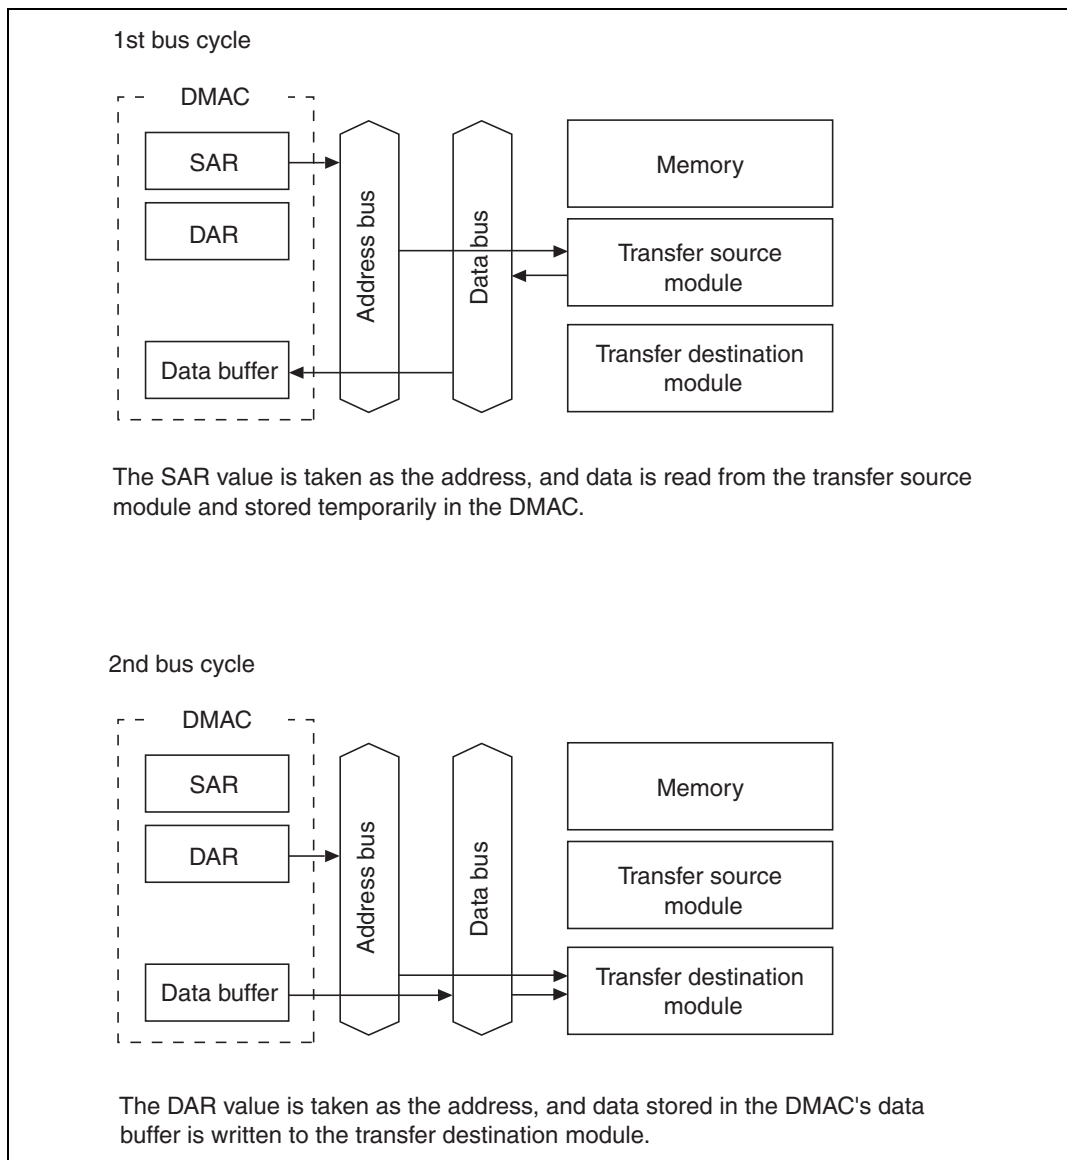 1st bus cycle
DMAC
SAR
DAR
Data buffer
Address bus
Data bus
Memory
Transfer source
module
Transfer destination
module
The SAR value is taken as the address, and data is read from the transfer source
module and stored temporarily in the DMAC.
2nd bus cycle
DMAC
SAR
DAR
Data buffer
Address bus
Data bus
Memory
Transfer source
module
Transfer destination
module
The DAR value is taken as the address, and data stored in the DMAC's data
buffer is written to the transfer destination module.